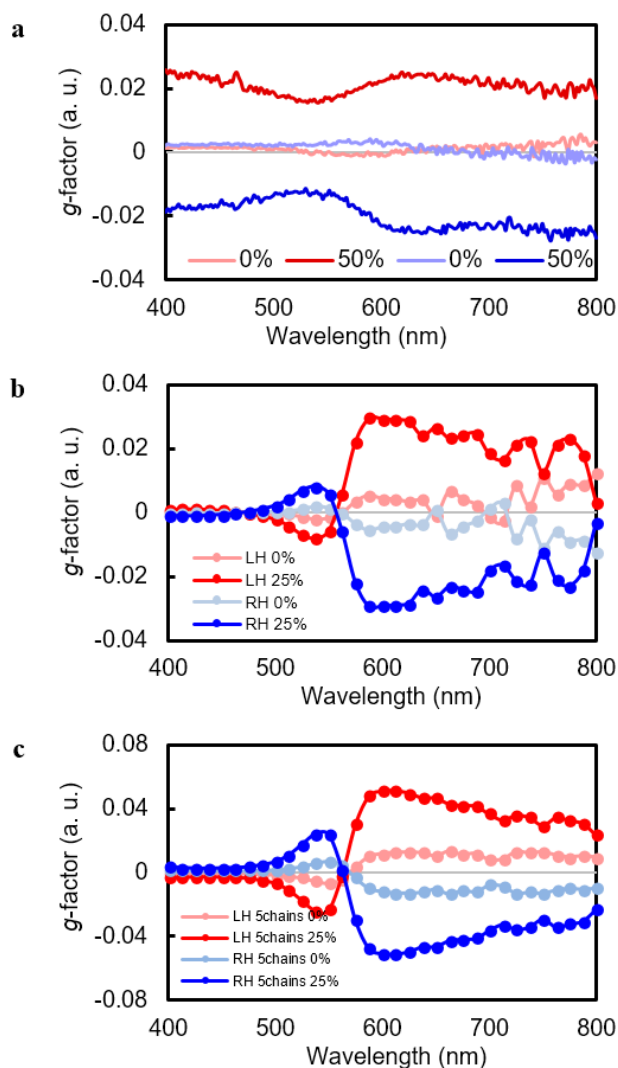 a
g-factor (a. u.)
0.04
0.02
0
-0.02
-0.04
0% 50% 0% 50%
400 500 600 700 800
Wavelength (nm)
b
g-factor (a. u.)
0.04
0.02
0
-0.02
-0.04
LH 0%
LH 25%
RH 0%
RH 25%
400 500 600 700 800
Wavelength (nm)
c
g-factor (a. u.)
0.08
0.04
0
-0.04
-0.08
LH 5chains 0%
LH 5chains 25%
RH 5chains 0%
RH 5chains 25%
400 500 600 700 800
Wavelength (nm)